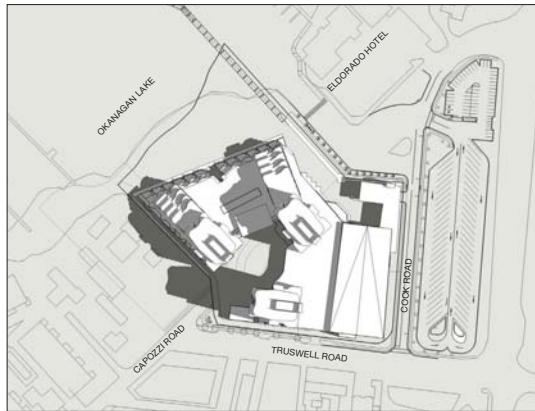 OKANAGAN LAKE
ELDORADO HOTEL
COOK ROAD
CAPOZZI ROAD
TRUSWELL ROAD